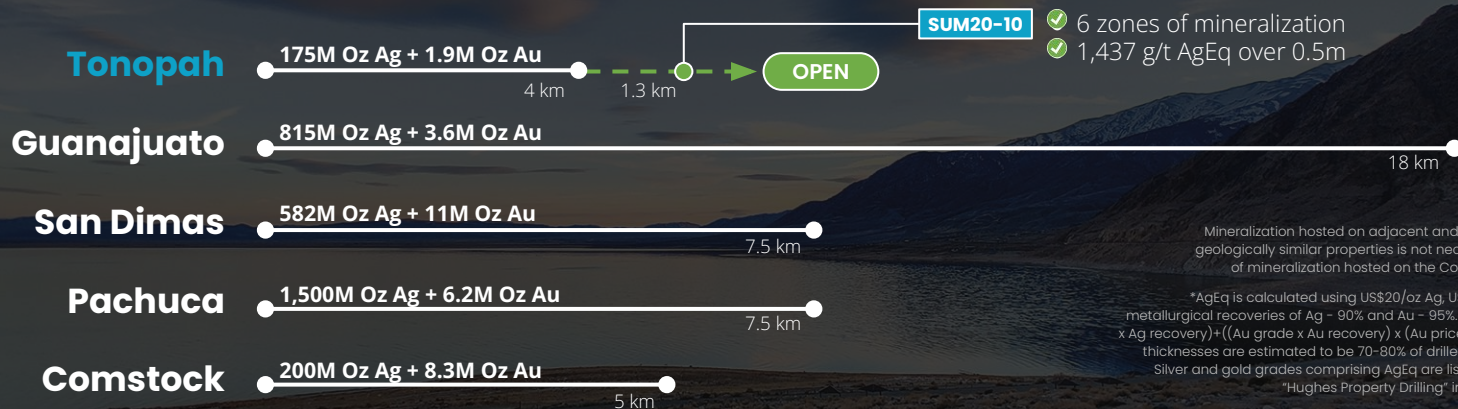 SUM20-10
6 zones of mineralization
1,437 g/t AgEq over 0.5m
Tonopah
175M Oz Ag + 1.9M Oz Au
4 km
1.3 km
OPEN
Guanajuato
815M Oz Ag + 3.6M Oz Au
18 km
San Dimas
582M Oz Ag + 11M Oz Au
7.5 km
Pachuca
1,500M Oz Ag + 6.2M Oz Au
7.5 km
Comstock
200M Oz Ag + 8.3M Oz Au
5 km
Mineralization hosted on adjacent and
geologically similar properties is not
of mineralization hosted on the
*AgEq is calculated using US$20/oz Ag,
metallurgical recoveries of Ag - 90% and Au - 95%.
x Ag recovery)+((Au grade x Au recovery) x (Au
thicknesses are estimated to be 70-80% of
Silver and gold grades comprising AgEq are
"Hughes Property Drilling"